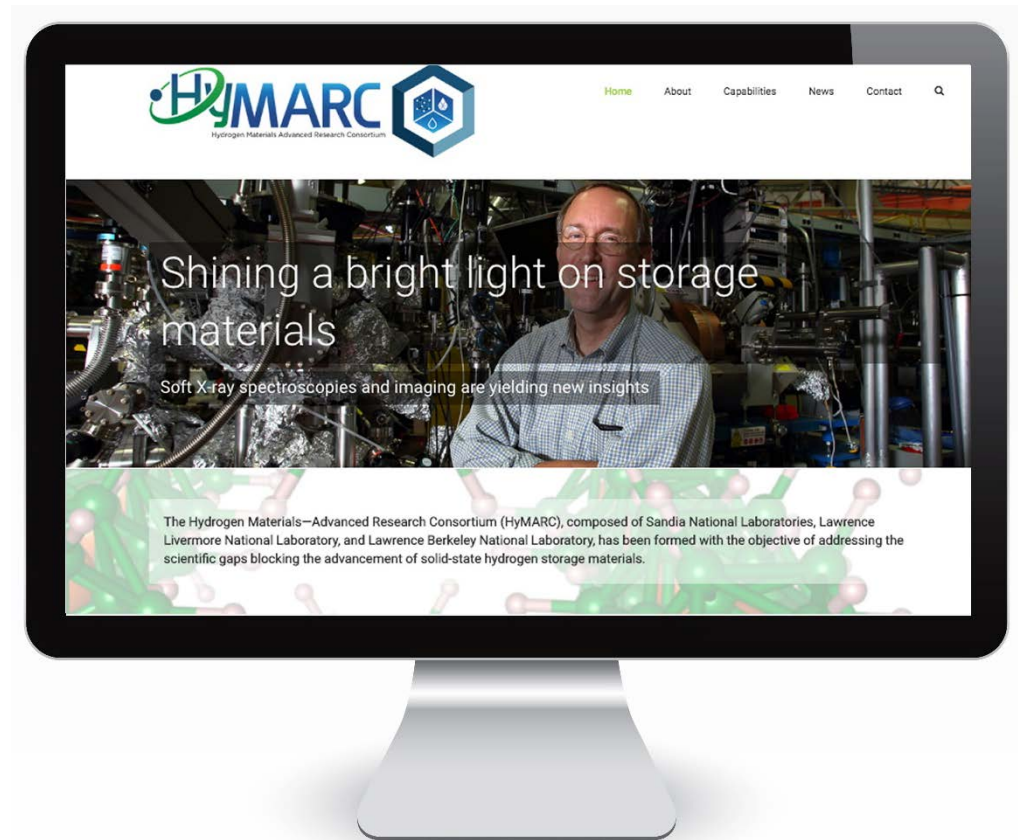 HyMARC
Hydrogen Materials Advanced Research Consortium
Home About Capabilities News Contact
Shining a bright light on storage
materials
Soft X-ray spectroscopies and imaging are yielding new insights
The Hydrogen Materials—Advanced Research Consortium (HyMARC), composed of Sandia National Laboratories, Lawrence
Livermore National Laboratory, and Lawrence Berkeley National Laboratory, has been formed with the objective of addressing the
scientific gaps blocking the advancement of solid-state hydrogen storage materials.